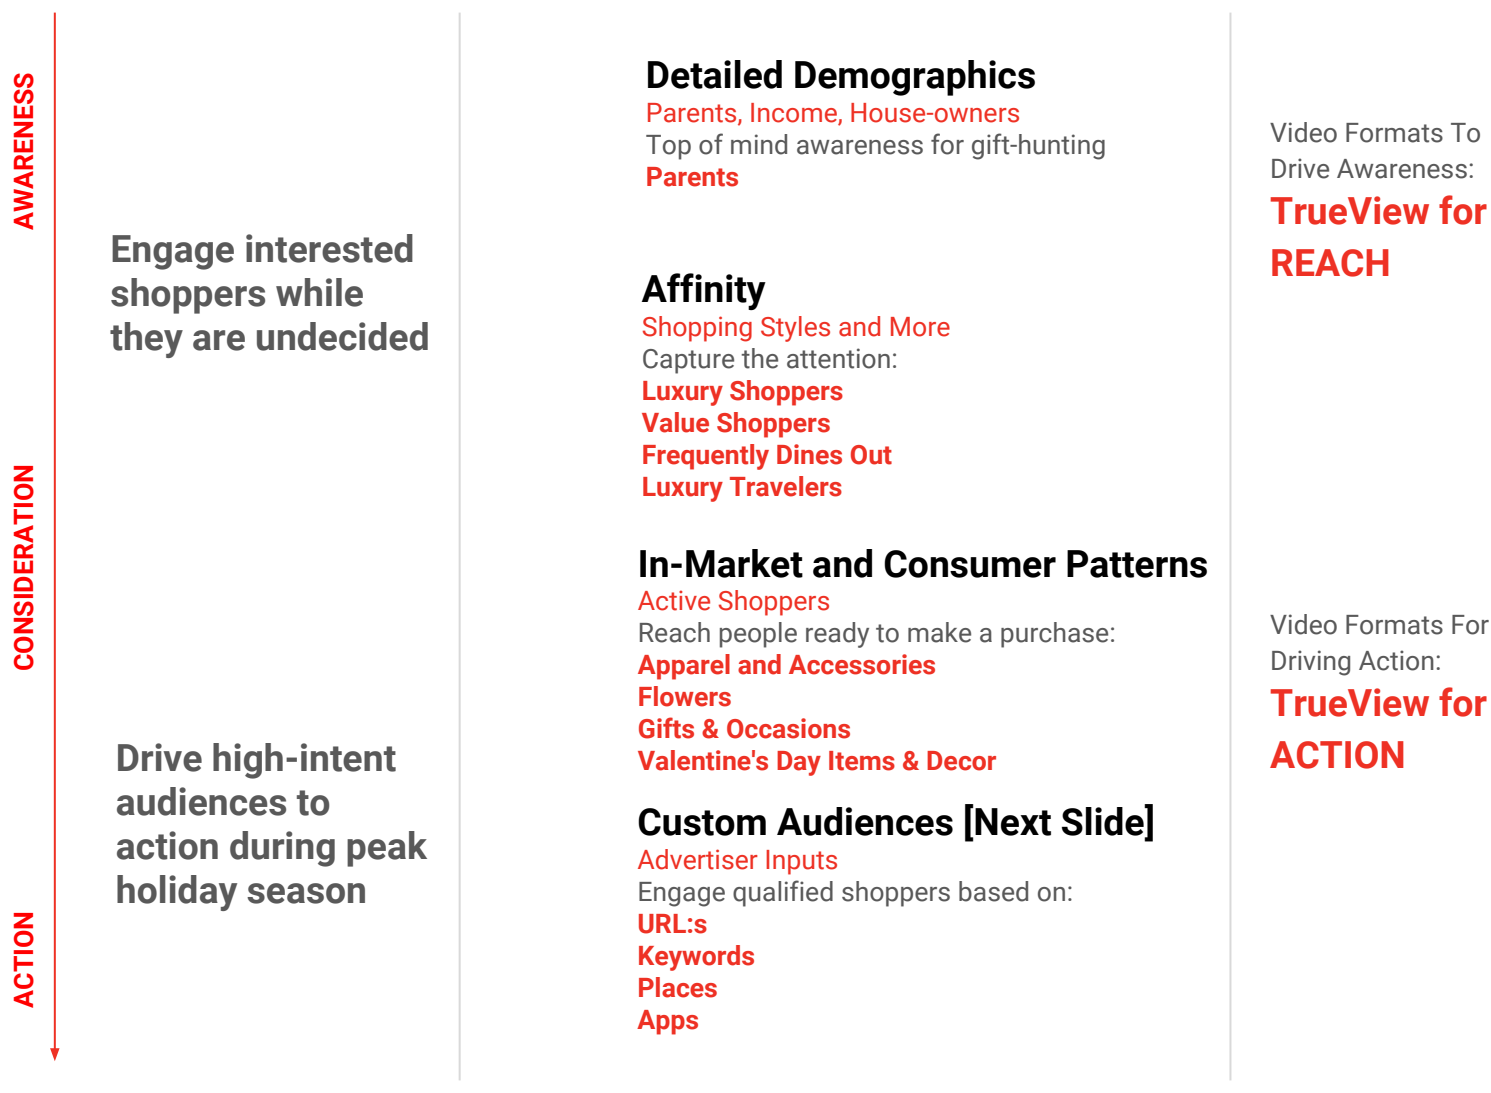 AWARENESS
CONSIDERATION
ACTION
Engage interested
shoppers while
they are undecided
Drive high-intent
audiences to
action during peak
holiday season
Detailed Demographics
Parents, Income, House-owners
Top of mind awareness for gift-hunting
Parents
Affinity
Shopping Styles and More
Capture the attention:
Luxury Shoppers
Value Shoppers
Frequently Dines Out
Luxury Travelers
In-Market and Consumer Patterns
Active Shoppers
Reach people ready to make a purchase:
Apparel and Accessories
Flowers
Gifts & Occasions
Valentine's Day Items & Decor
Custom Audiences [Next Slide]
Advertiser Inputs
Engage qualified shoppers based on:
URL:s
Keywords
Places
Apps
Video Formats To
Drive Awareness:
TrueView for
REACH
Video Formats For
Driving Action:
TrueView for
ACTION